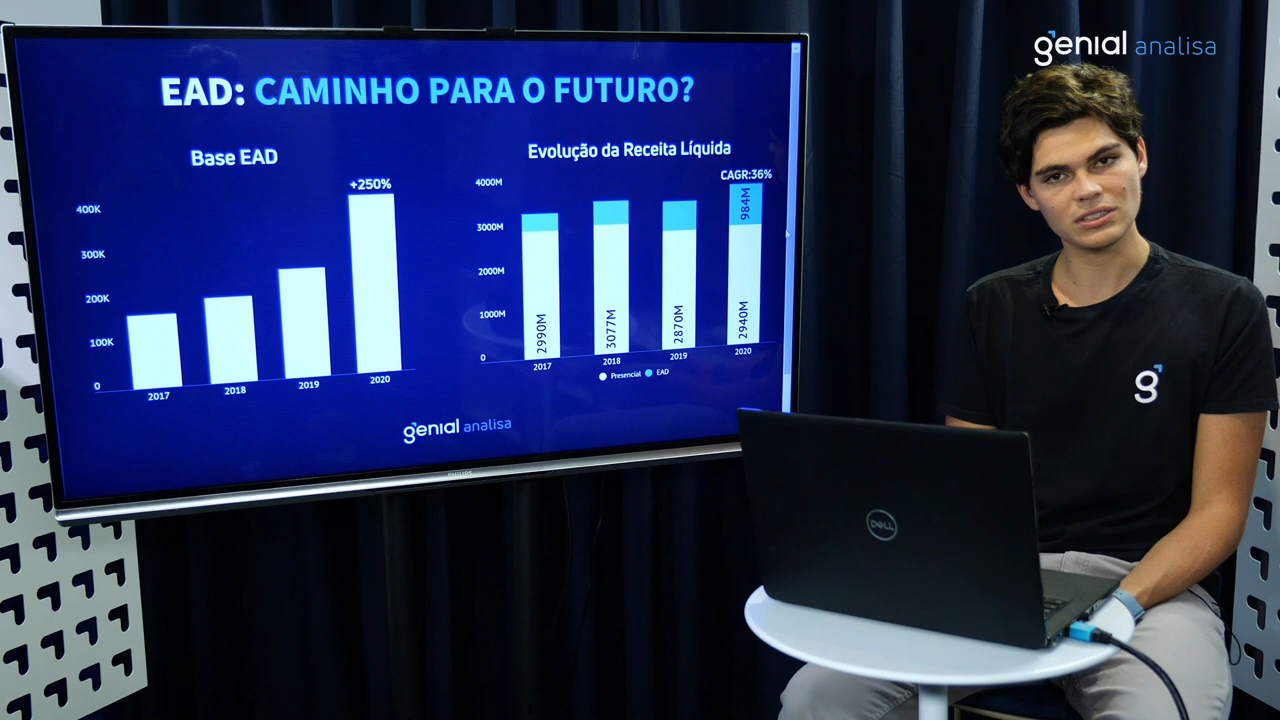 genial analisa
EAD: CAMINHO PARA O FUTURO?
Base EAD
+250%
400K
300K
200K
100K
0
2017
2018
2019
2020
Evolução da Receita Líquida
CAGR:36%
4000M
3000M
2000M
1000M
0
2990M
3077M
2870M
2940M
984M
2017
2018
2019
2020
Presencial
EAD
genial analisa
g
DELL
PHILIPS